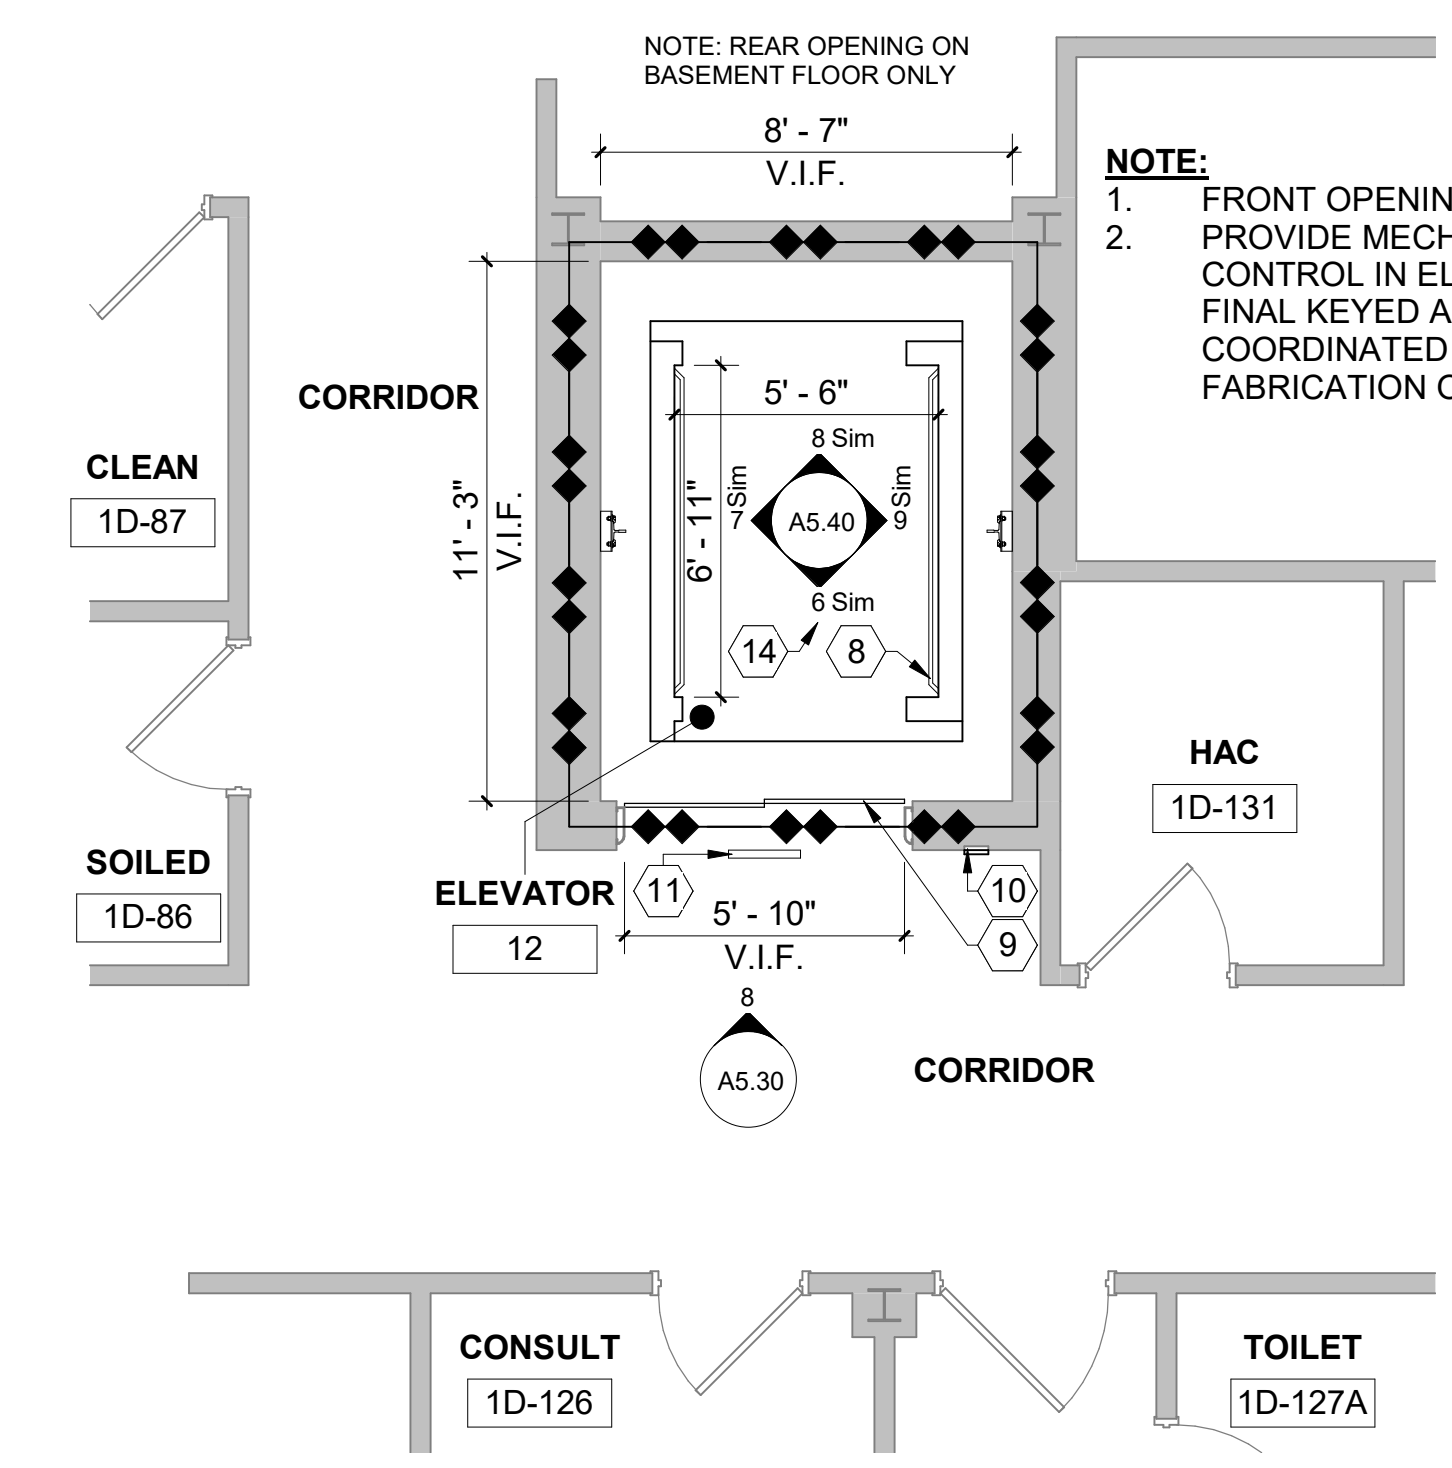 NOTE: REAR OPENING ON
BASEMENT FLOOR ONLY
8' - 7"
V.I.F.
NOTE:
1. FRONT OPENIN
2. PROVIDE MECH
CONTROL IN EL
FINAL KEYED A
COORDINATED
FABRICATION O
CORRIDOR
CLEAN
1D-87
11' - 3"
V.I.F.
5' - 6"
6' - 11"
8 Sim
7 Sim
A5.40
9 Sim
6 Sim
14
8
HAC
1D-131
SOILED
1D-86
ELEVATOR
12
11
5' - 10"
V.I.F.
10
9
8
A5.30
CORRIDOR
CONSULT
1D-126
TOILET
1D-127A